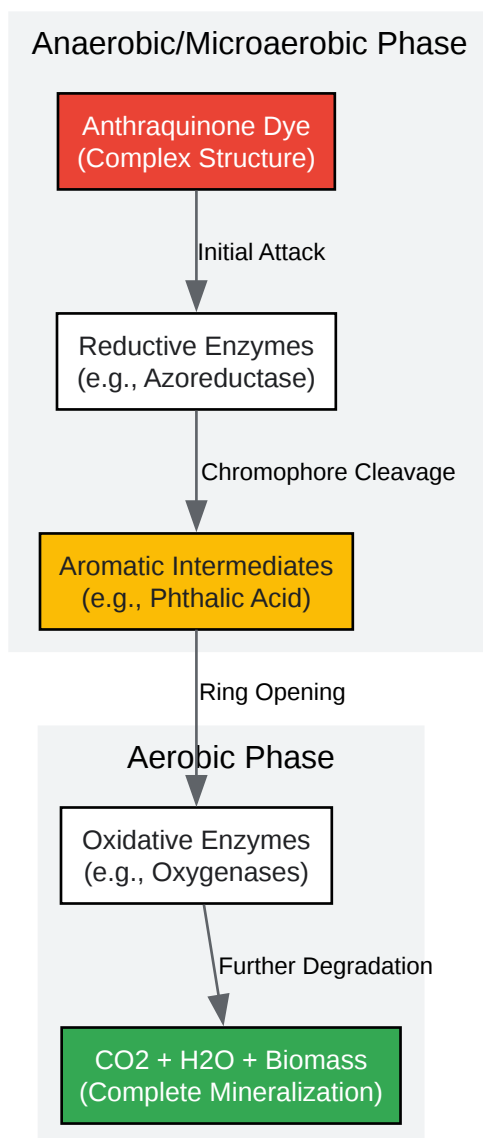 Anaerobic/Microaerobic Phase
Anthraquinone Dye
(Complex Structure)
Initial Attack
Reductive Enzymes
(e.g., Azoreductase)
Chromophore Cleavage
Aromatic Intermediates
(e.g., Phthalic Acid)
Ring Opening
Aerobic Phase
Oxidative Enzymes
(e.g., Oxygenases)
Further Degradation
CO2 + H2O + Biomass
(Complete Mineralization)